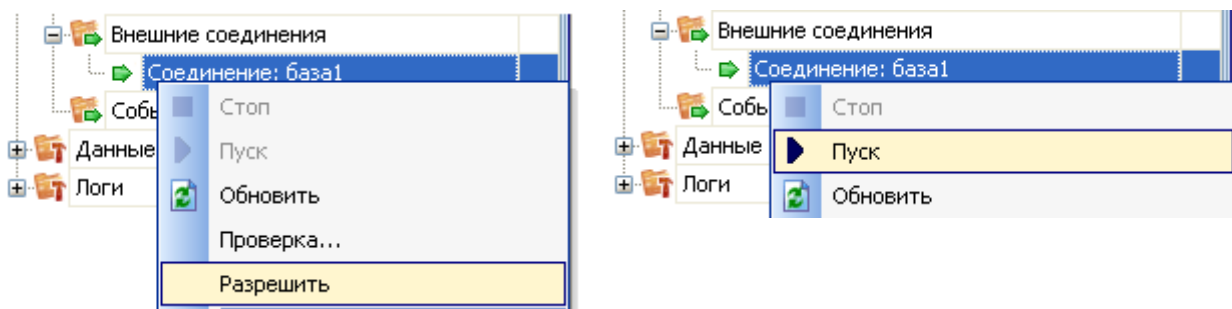 Внешние соединения
Соединение: база1
Собы
Стоп
Данные
Пуск
Логи
Обновить
Проверка...
Разрешить
Внешние соединения
Соединение: база1
Собы
Стоп
Данные
Пуск
Логи
Обновить